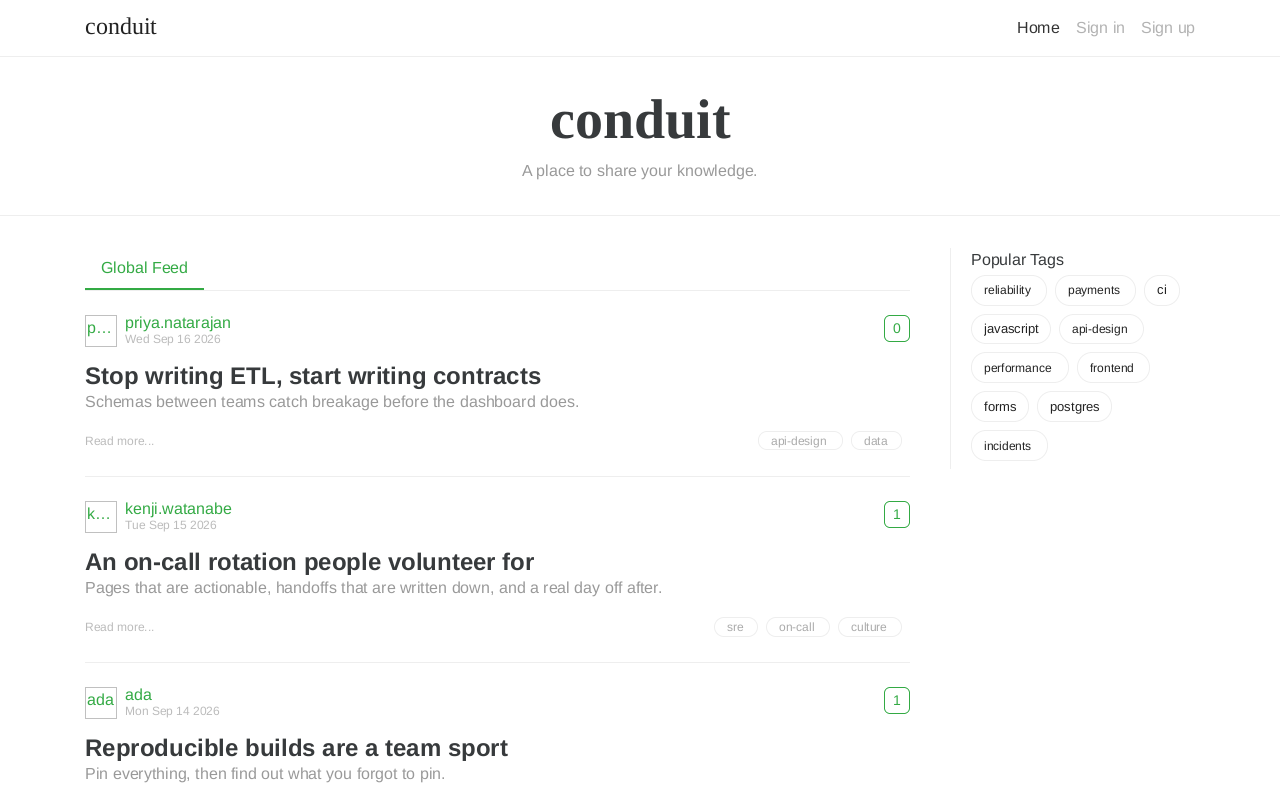 conduit
Home Sign in Sign up
conduit
A place to share your knowledge.
Global Feed
p…
priya.natarajan
Wed Sep 16 2026
0
Stop writing ETL, start writing contracts
Schemas between teams catch breakage before the dashboard does.
Read more...
api-design data
k…
kenji.watanabe
Tue Sep 15 2026
1
An on-call rotation people volunteer for
Pages that are actionable, handoffs that are written down, and a real day off after.
Read more...
sre on-call culture
ada
ada
Mon Sep 14 2026
1
Reproducible builds are a team sport
Pin everything, then find out what you forgot to pin.
Popular Tags
reliability payments ci
javascript api-design
performance frontend
forms postgres
incidents